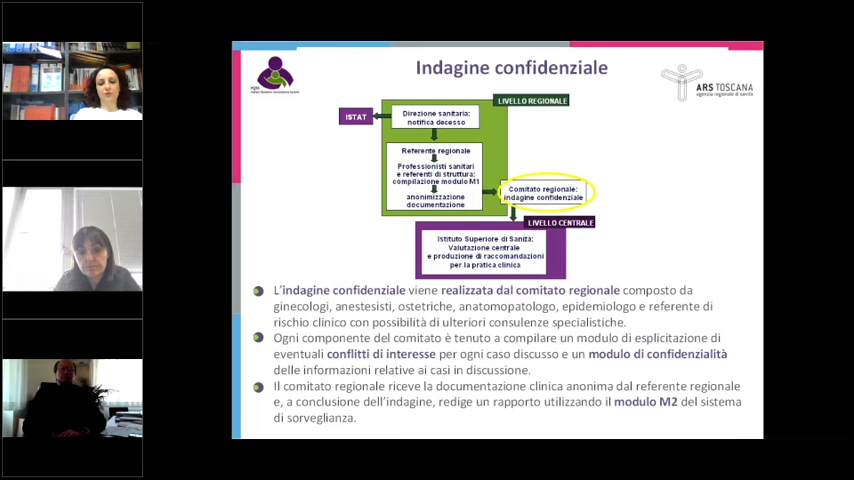 Indagine confidenziale
ARS TOSCANA
agenzia regionale di sanità
LIVELLO REGIONALE
ISTAT
Direzione sanitaria:
notifica decesso
Referente regionale
Professionisti sanitari
e referenti di struttura:
compilazione modulo M1
anonimizzazione
documentazione
Comitato regionale:
indagine confidenziale
LIVELLO CENTRALE
Istituto Superiore di Sanità:
Valutazione centrale
e produzione di raccomandazioni
per la pratica clinica
L'indagine confidenziale viene realizzata dal comitato regionale composto da
ginecologi, anestesisti, ostetriche, anatomopatologo, epidemiologo e referente di
rischio clinico con possibilità di ulteriori consulenze specialistiche.
Ogni componente del comitato è tenuto a compilare un modulo di esplicitazione di
eventuali conflitti di interesse per ogni caso discusso e un modulo di confidenzialità
delle informazioni relative ai casi in discussione.
Il comitato regionale riceve la documentazione clinica anonima dal referente regionale
e, a conclusione dell'indagine, redige un rapporto utilizzando il modulo M2 del sistema
di sorveglianza.